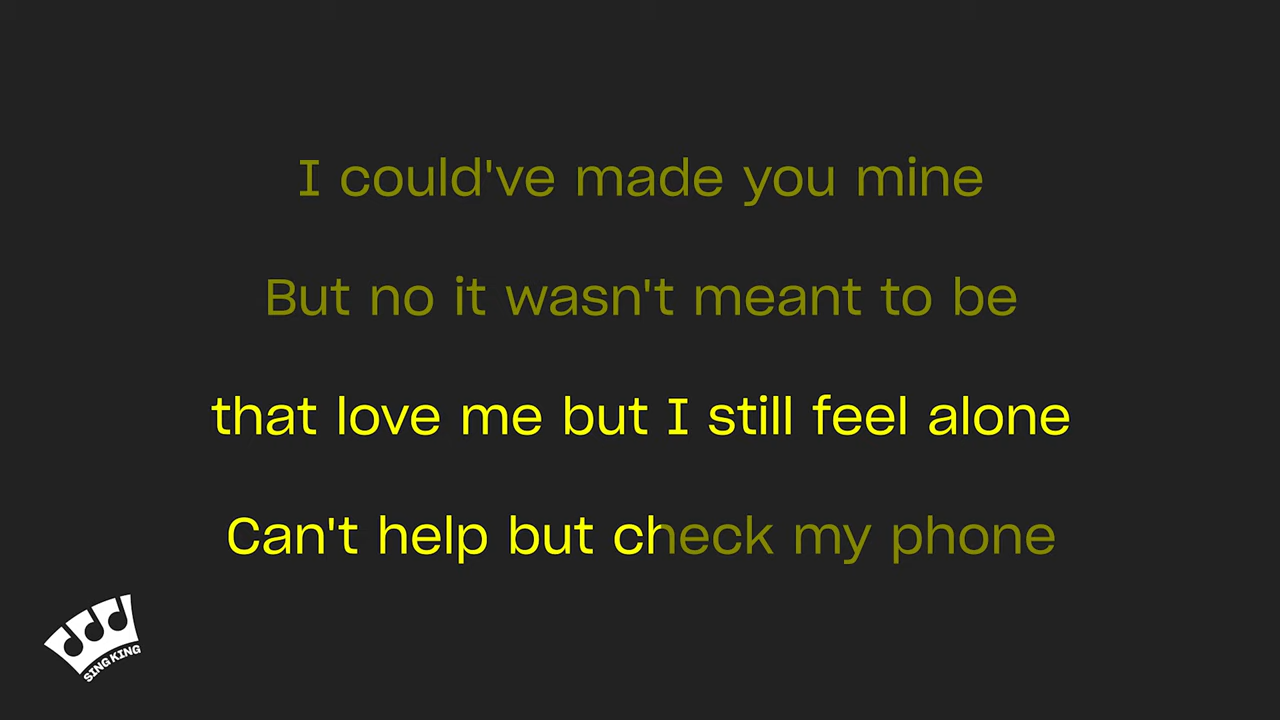 I could've made you mine
But no it wasn't meant to be
that love me but I still feel alone
Can't help but check my phone
SING KING